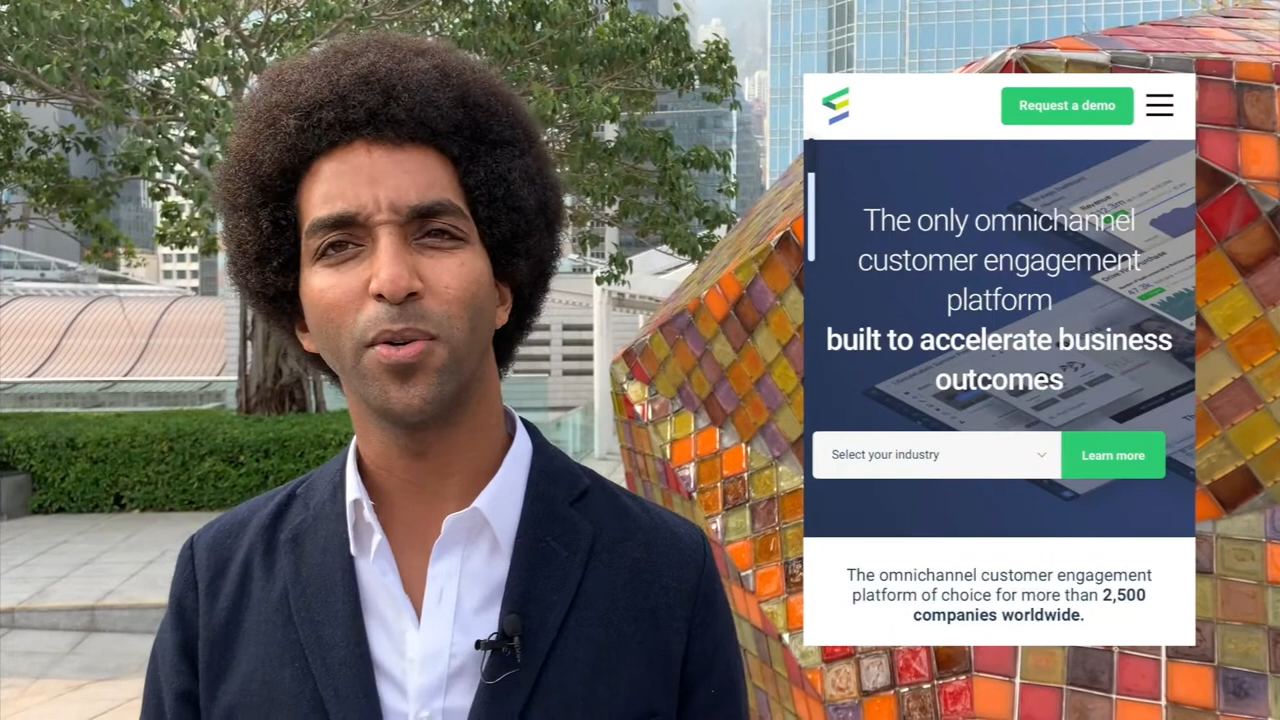 Request a demo
The only omnichannel
customer engagement
platform
built to accelerate business
outcomes
Select your industry
Learn more
The omnichannel customer engagement
platform of choice for more than 2,500
companies worldwide.